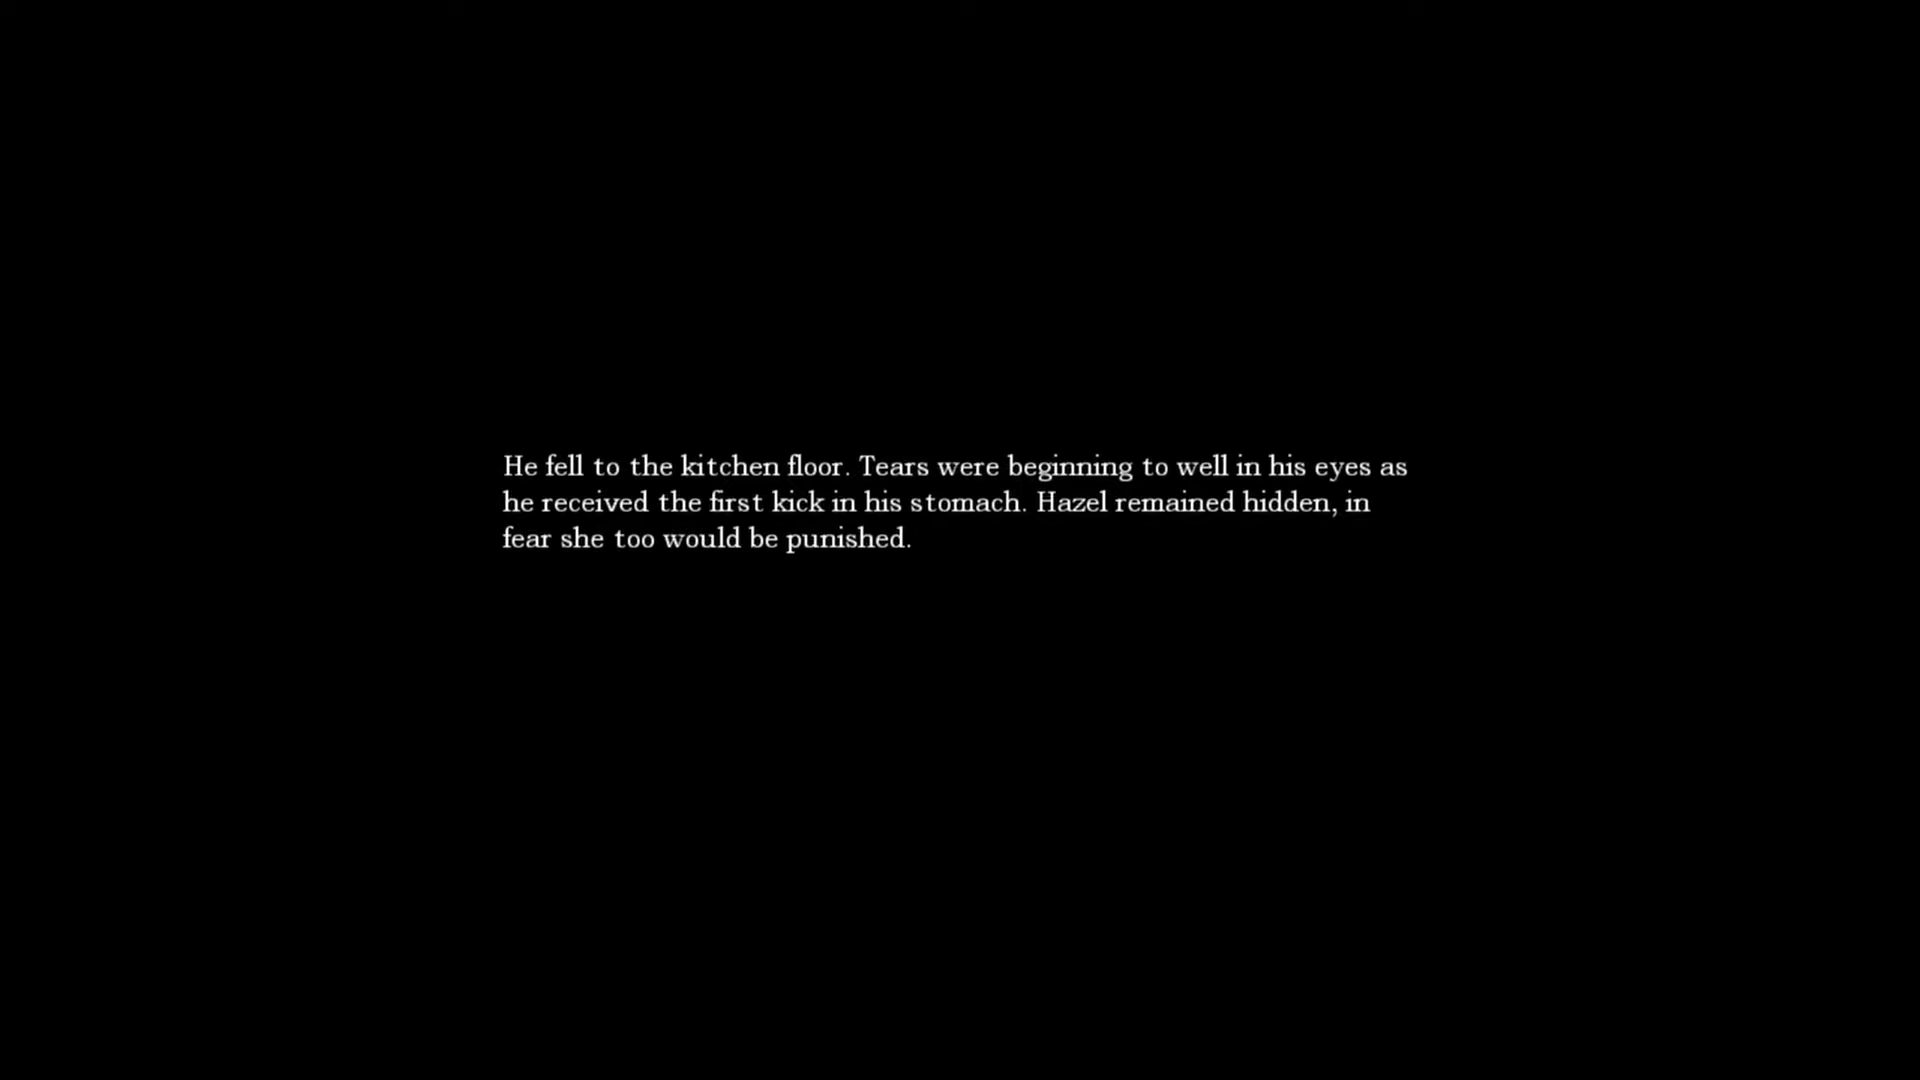 He fell to the kitchen floor. Tears were beginning to well in his eyes as
he received the first kick in his stomach. Hazel remained hidden, in
fear she too would be punished.